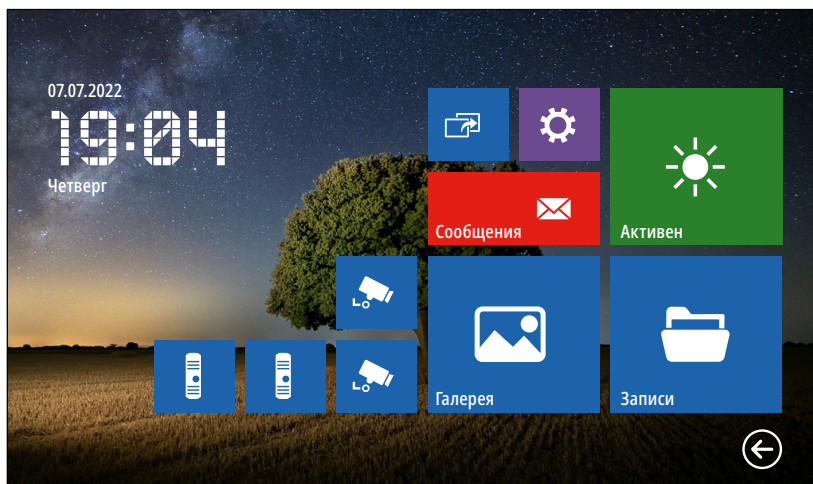 07.07.2022
19:04
Четверг
Сообщения
Активен
Галерея
Записи